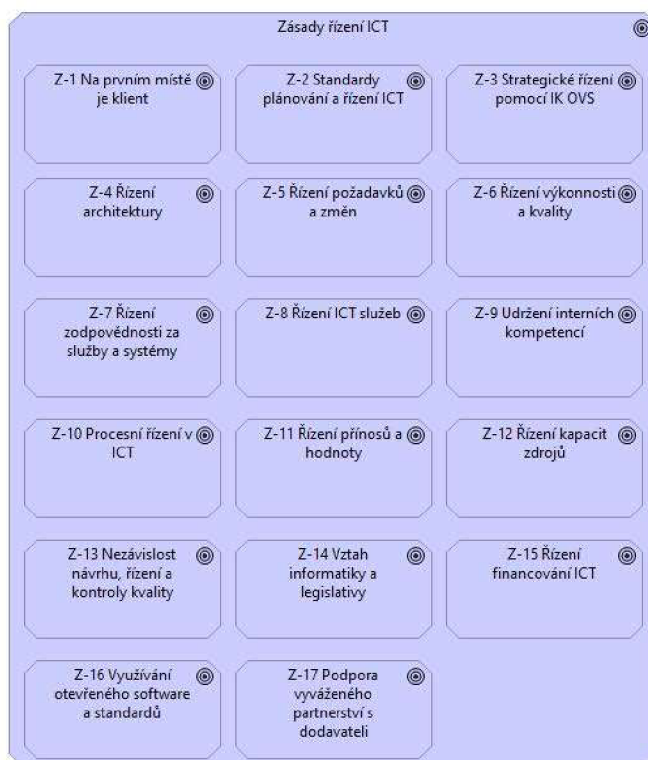 Zásady řízení ICT
Z-1 Na prvním místě
je klient
Z-2 Standardy
plánování a řízení ICT
Z-3 Strategické řízení
pomocí IK OVS
Z-4 Řízení
architektury
Z-5 Řízení požadavků
a změn
Z-6 Řízení výkonnosti
a kvality
Z-7 Řízení
zodpovědnosti za
služby a systémy
Z-8 Řízení ICT služeb
Z-9 Udržení interních
kompetencí
Z-10 Procesní řízení v
ICT
Z-11 Řízení přínosů a
hodnoty
Z-12 Řízení kapacit
zdrojů
Z-13 Nezávislost
návrhu, řízení a
kontroly kvality
Z-14 Vztah
informatiky a
legislativy
Z-15 Řízení
financování ICT
Z-16 Využívání
otevřeného software
a standardů
Z-17 Podpora
vyváženého
partnerství s
dodavateli